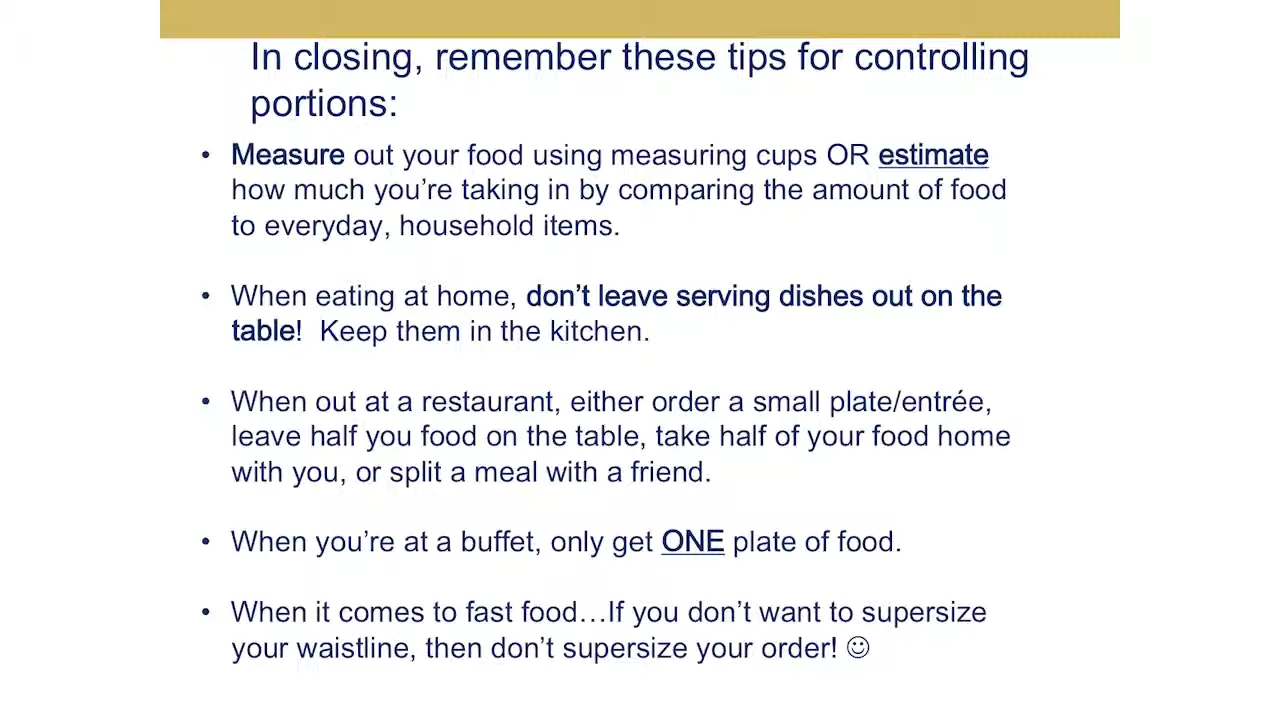 In closing, remember these tips for controlling
portions:
• Measure out your food using measuring cups OR estimate
how much you’re taking in by comparing the amount of food
to everyday, household items.
• When eating at home, don’t leave serving dishes out on the
table!  Keep them in the kitchen.
• When out at a restaurant, either order a small plate/entrée,
leave half you food on the table, take half of your food home
with you, or split a meal with a friend.
• When you’re at a buffet, only get ONE plate of food.
• When it comes to fast food…If you don’t want to supersize
your waistline, then don’t supersize your order! ☺